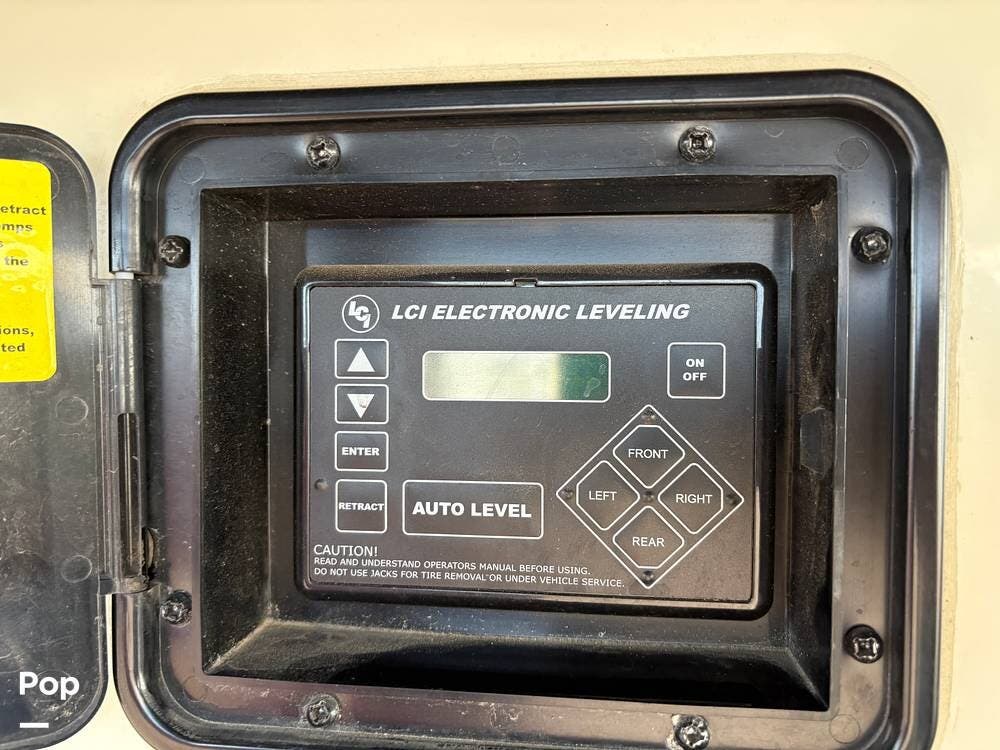 etract
mps
s
the
ions,
ted
LCI
LCI ELECTRONIC LEVELING
ON
OFF
ENTER
RETRACT
AUTO LEVEL
FRONT
LEFT
RIGHT
REAR
CAUTION!
READ AND UNDERSTAND OPERATORS MANUAL BEFORE USING.
DO NOT USE JACKS FOR TIRE REMOVAL OR UNDER VEHICLE SERVICE.
Pop